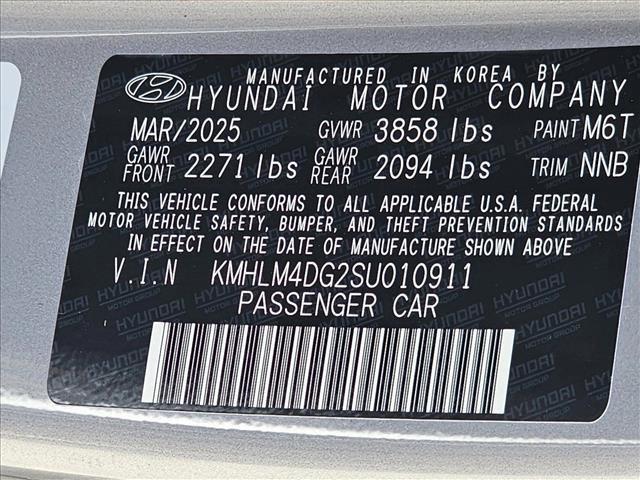 MANUFACTURED IN KOREA BY
HYUNDAI MOTOR COMPANY
MAR/2025 GVWR 3858 lbs PAINT M6T
GAWR FRONT 2271 lbs GAWR REAR 2094 lbs TRIM NNB
THIS VEHICLE CONFORMS TO ALL APPLICABLE U.S.A. FEDERAL
MOTOR VEHICLE SAFETY, BUMPER, AND THEFT PREVENTION STANDARDS
IN EFFECT ON THE DATE OF MANUFACTURE SHOWN ABOVE
V.I.N KMHLM4DG2SU010911
PASSENGER CAR